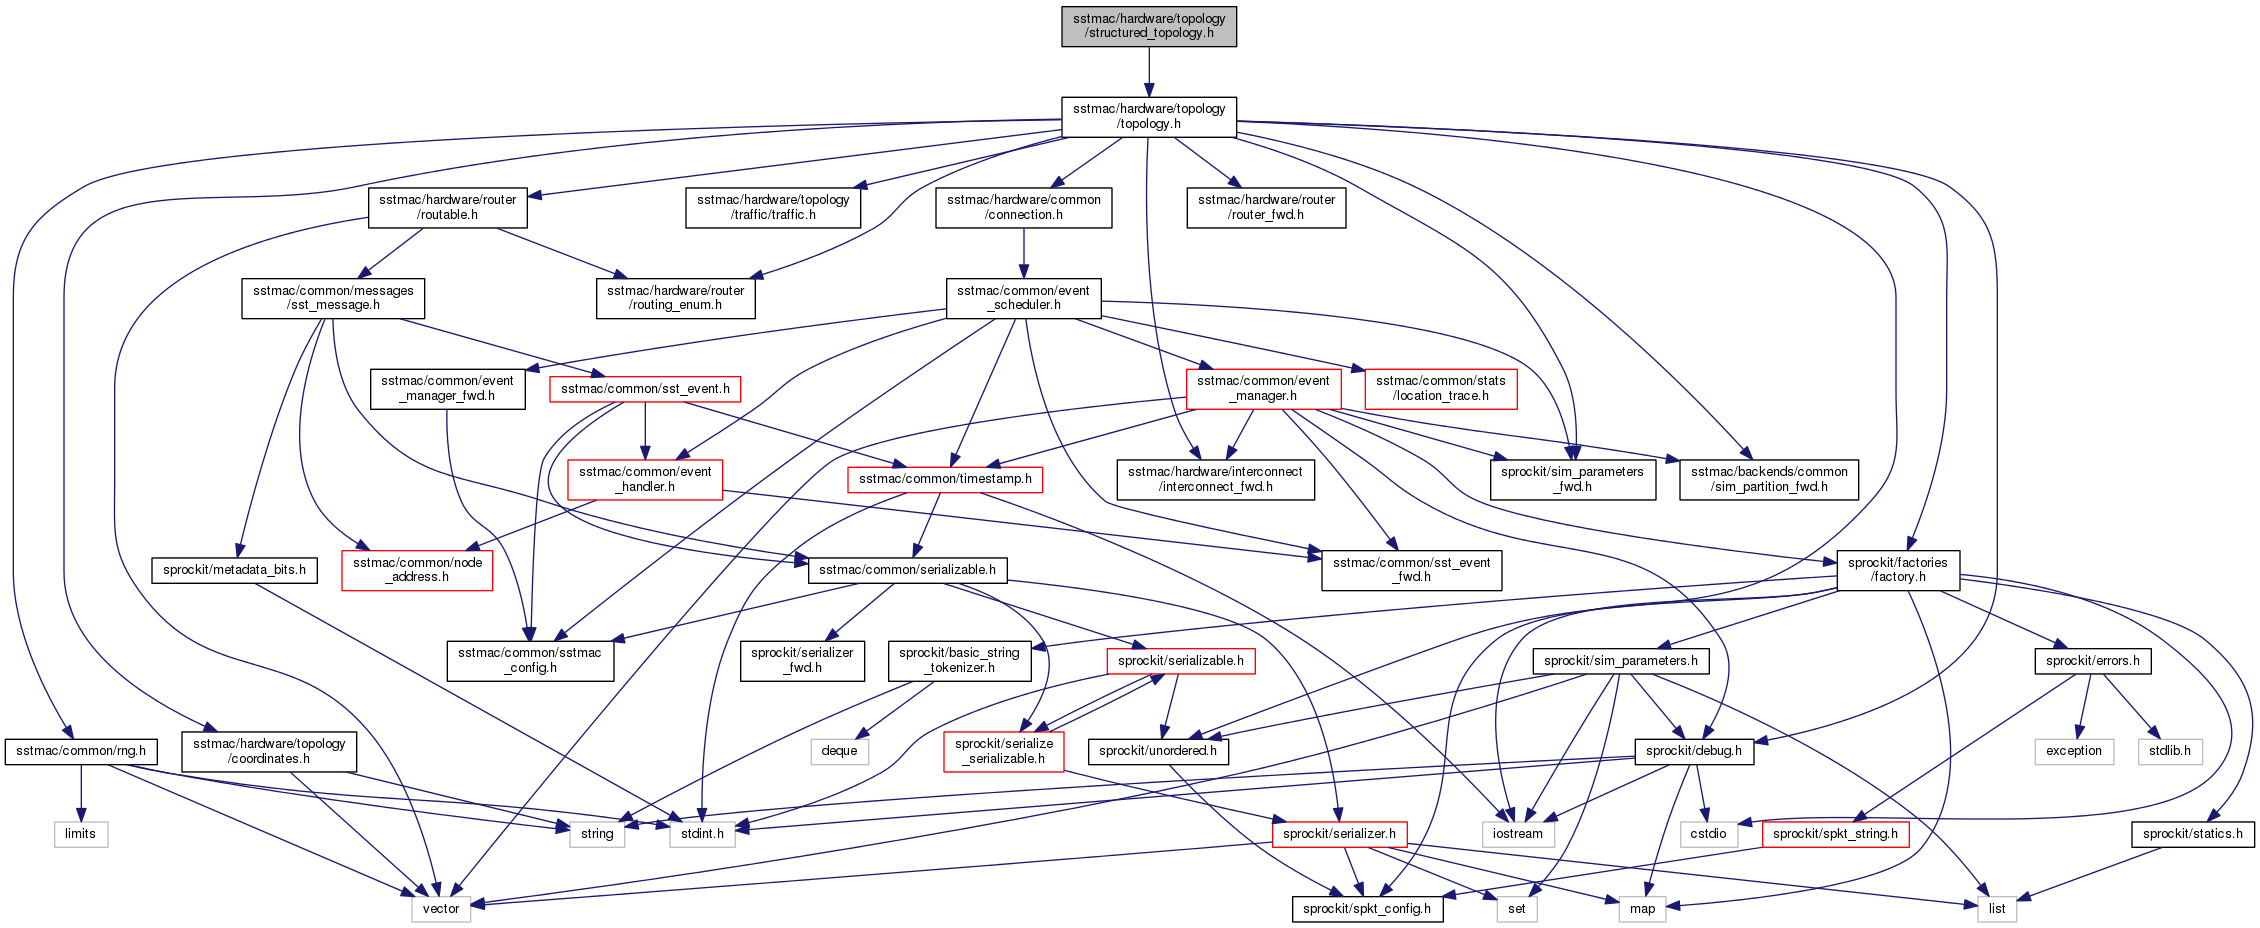 sstmac/hardware/topology
/structured_topology.h
sstmac/hardware/topology
/topology.h
sstmac/hardware/router
/routable.h
sstmac/hardware/topology
/traffic/traffic.h
sstmac/hardware/common
/connection.h
sstmac/hardware/router
/router_fwd.h
sstmac/common/messages
/sst_message.h
sstmac/hardware/router
/routing_enum.h
sstmac/common/event
_scheduler.h
sstmac/common/event
_manager_fwd.h
sstmac/common/sst_event.h
sstmac/common/event
_manager.h
sstmac/common/stats
/location_trace.h
sstmac/common/event
_handler.h
sstmac/common/timestamp.h
sstmac/hardware/interconnect
/interconnect_fwd.h
sprockit/sim_parameters
_fwd.h
sstmac/backends/common
/sim_partition_fwd.h
sprockit/metadata_bits.h
sstmac/common/node
_address.h
sstmac/common/serializable.h
sstmac/common/sst_event
_fwd.h
sprockit/factories
/factory.h
sstmac/common/sstmac
_config.h
sprockit/serializer
_fwd.h
sprockit/basic_string
_tokenizer.h
sprockit/serializable.h
sprockit/sim_parameters.h
sprockit/errors.h
sstmac/common/rng.h
sstmac/hardware/topology
/coordinates.h
deque
sprockit/serialize
_serializable.h
sprockit/unordered.h
sprockit/debug.h
exception
stdlib.h
limits
string
stdint.h
sprockit/serializer.h
iostream
cstdio
sprockit/spkt_string.h
sprockit/statics.h
vector
sprockit/spkt_config.h
set
map
list